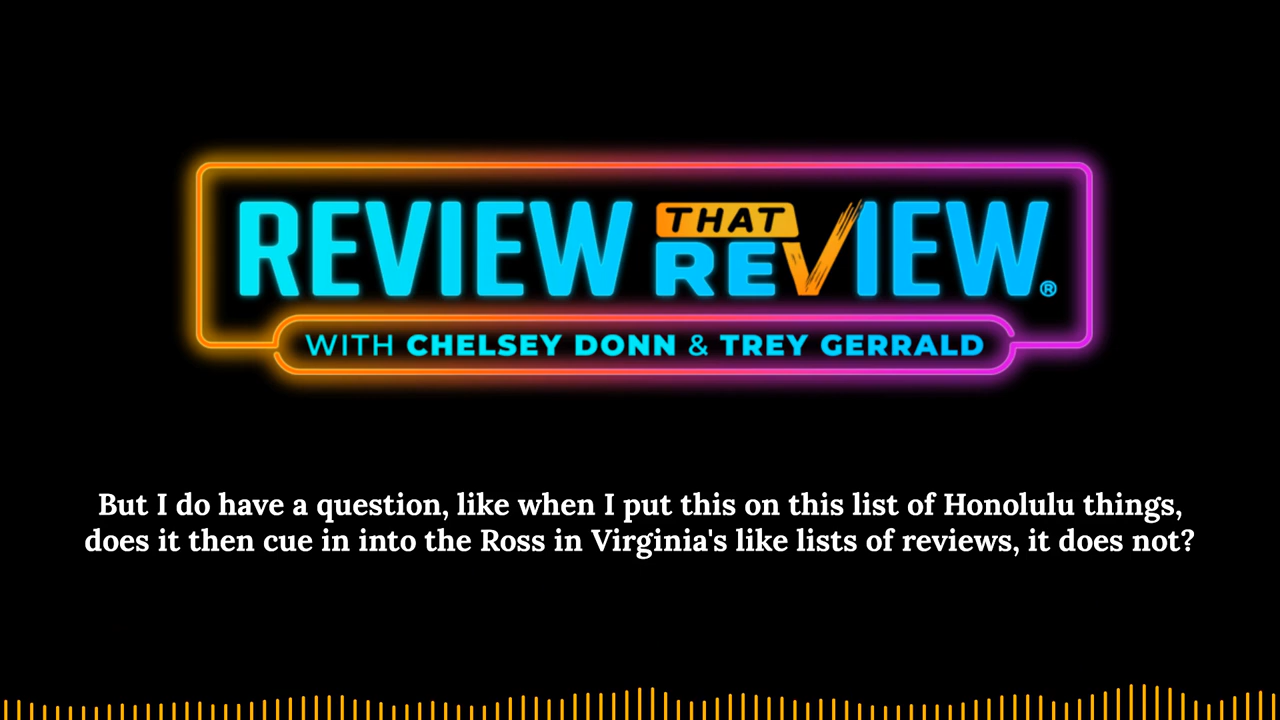 REVIEW THAT REVIEW®
WITH CHELSEY DONN & TREY GERRALD
But I do have a question, like when I put this on this list of Honolulu things,
does it then cue in into the Ross in Virginia's like lists of reviews, it does not?